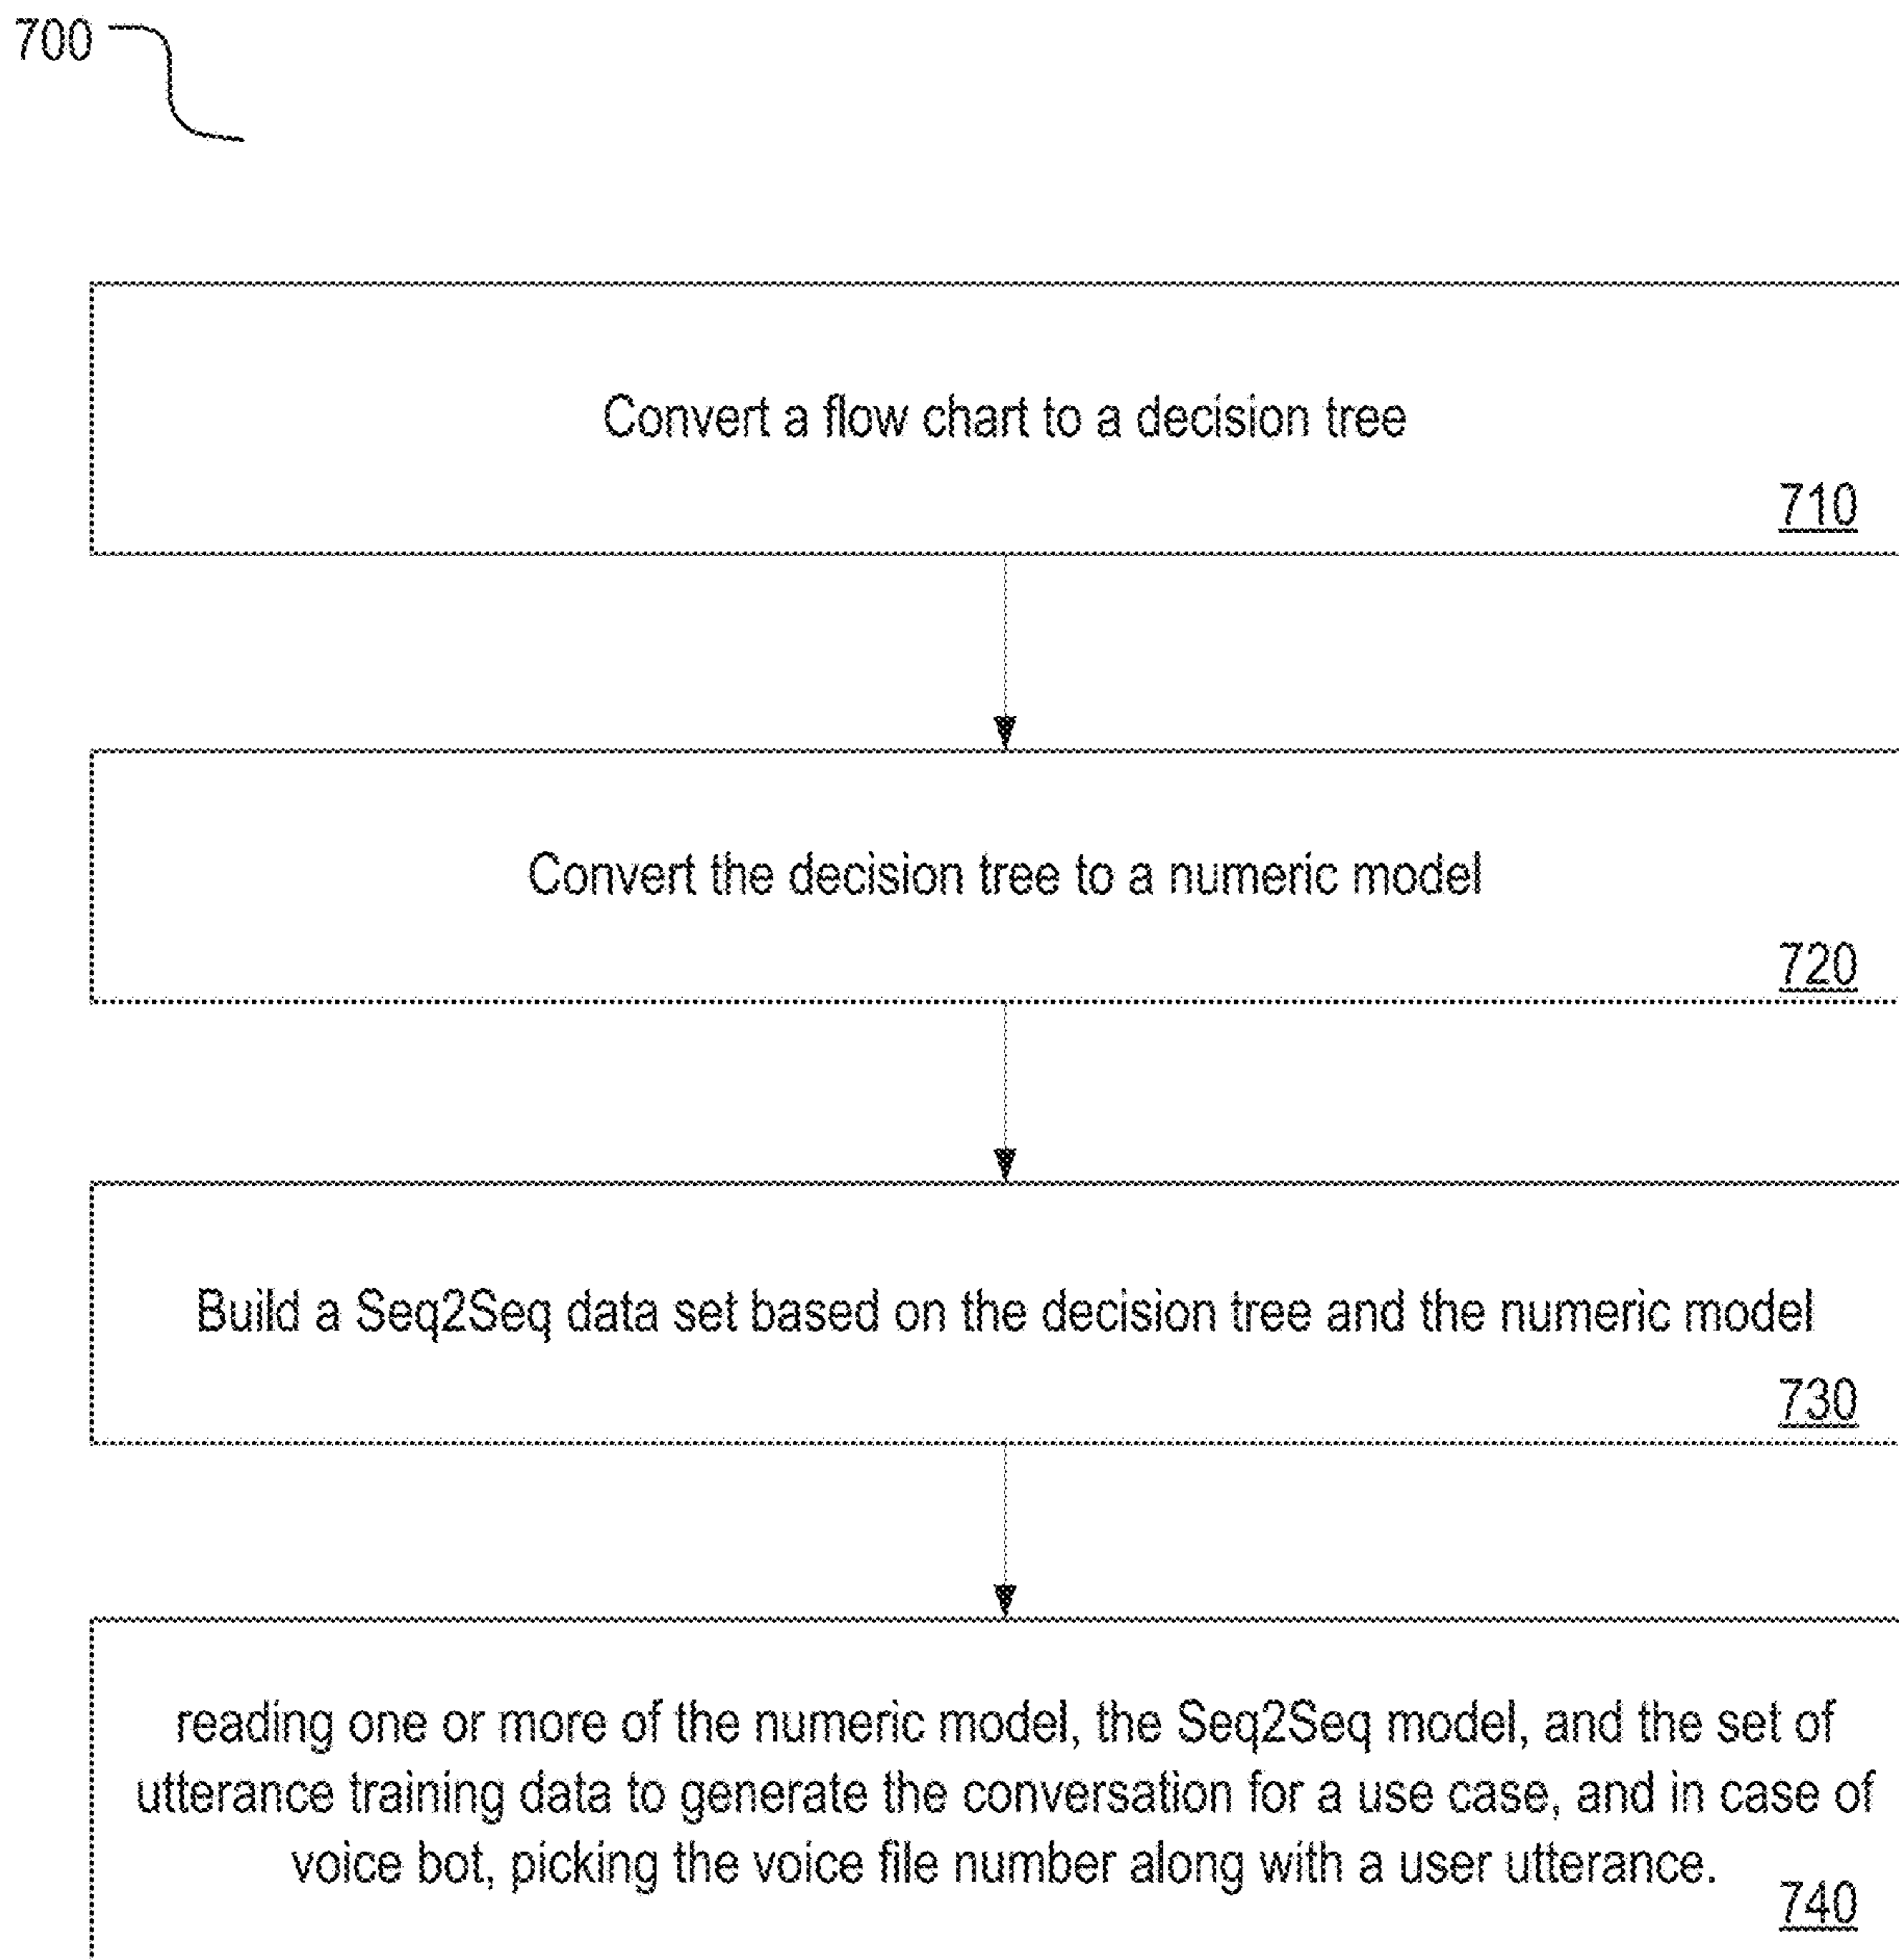 700
Convert a flow chart to a decision tree
710
Convert the decision tree to a numeric model
720
Build a Seq2Seq data set based on the decision tree and the numeric model
730
reading one or more of the numeric model, the Seq2Seq model, and the set of
utterance training data to generate the conversation for a use case, and in case of
voice bot, picking the voice file number along with a user utterance.
740